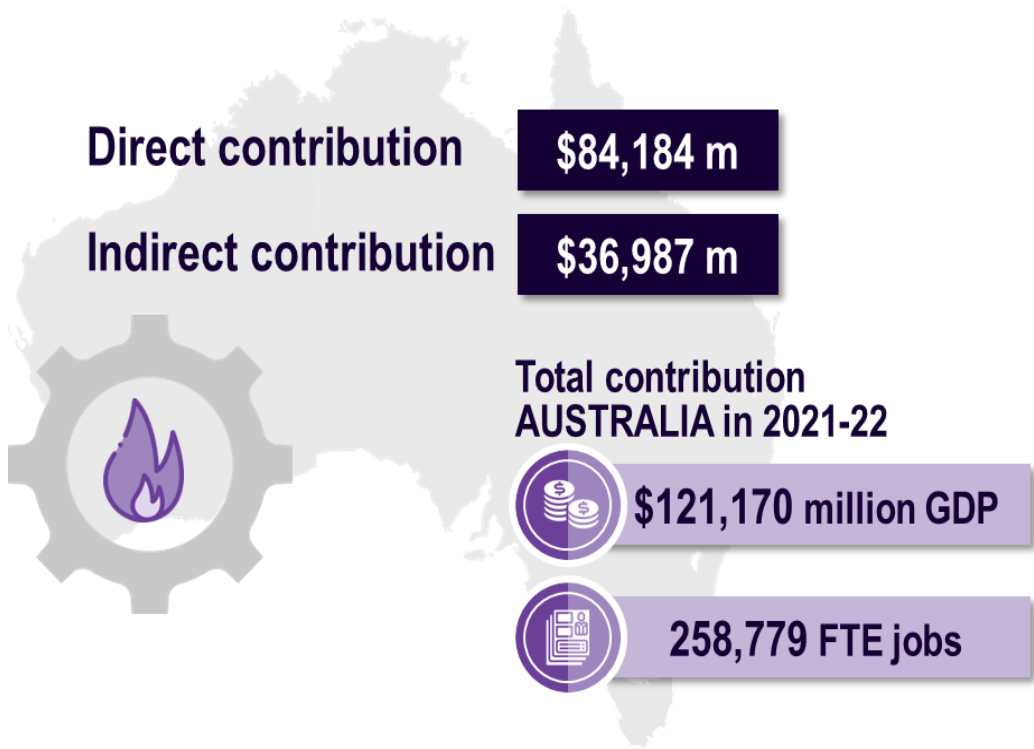 Direct contribution $84,184 m
Indirect contribution $36,987 m
Total contribution
AUSTRALIA in 2021-22
$121,170 million GDP
258,779 FTE jobs